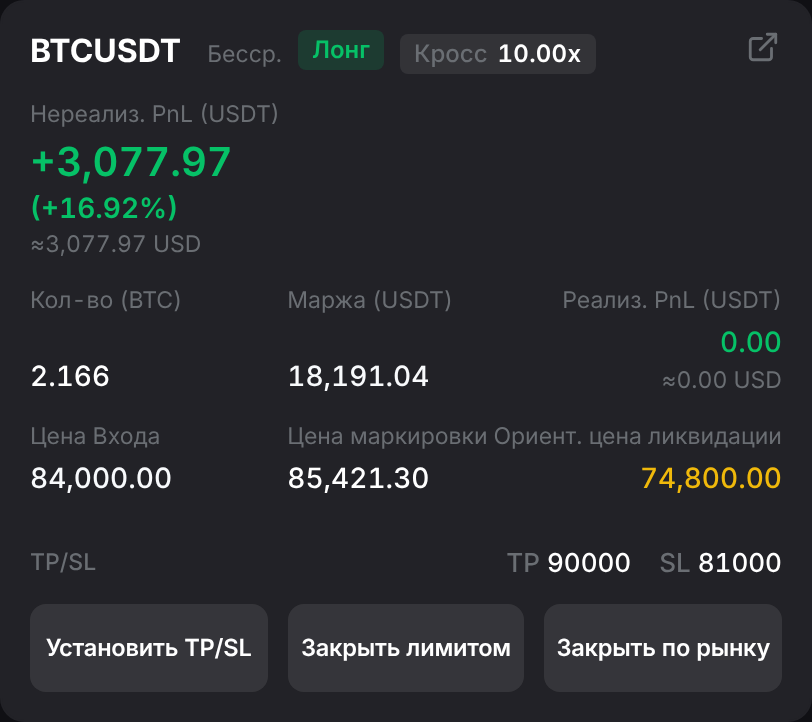 BTCUSDT Бесср. Лонг Кросс 10.00x
Нереализ. PnL (USDT)
+3,077.97
(+16.92%)
≈3,077.97 USD
Кол-во (BTC) Маржа (USDT) Реализ. PnL (USDT)
0.00
2.166 18,191.04 ≈0.00 USD
Цена Входа Цена маркировки Ориент. цена ликвидации
84,000.00 85,421.30 74,800.00
TP/SL TP 90000 SL 81000
Установить TP/SL Закрыть лимитом Закрыть по рынку